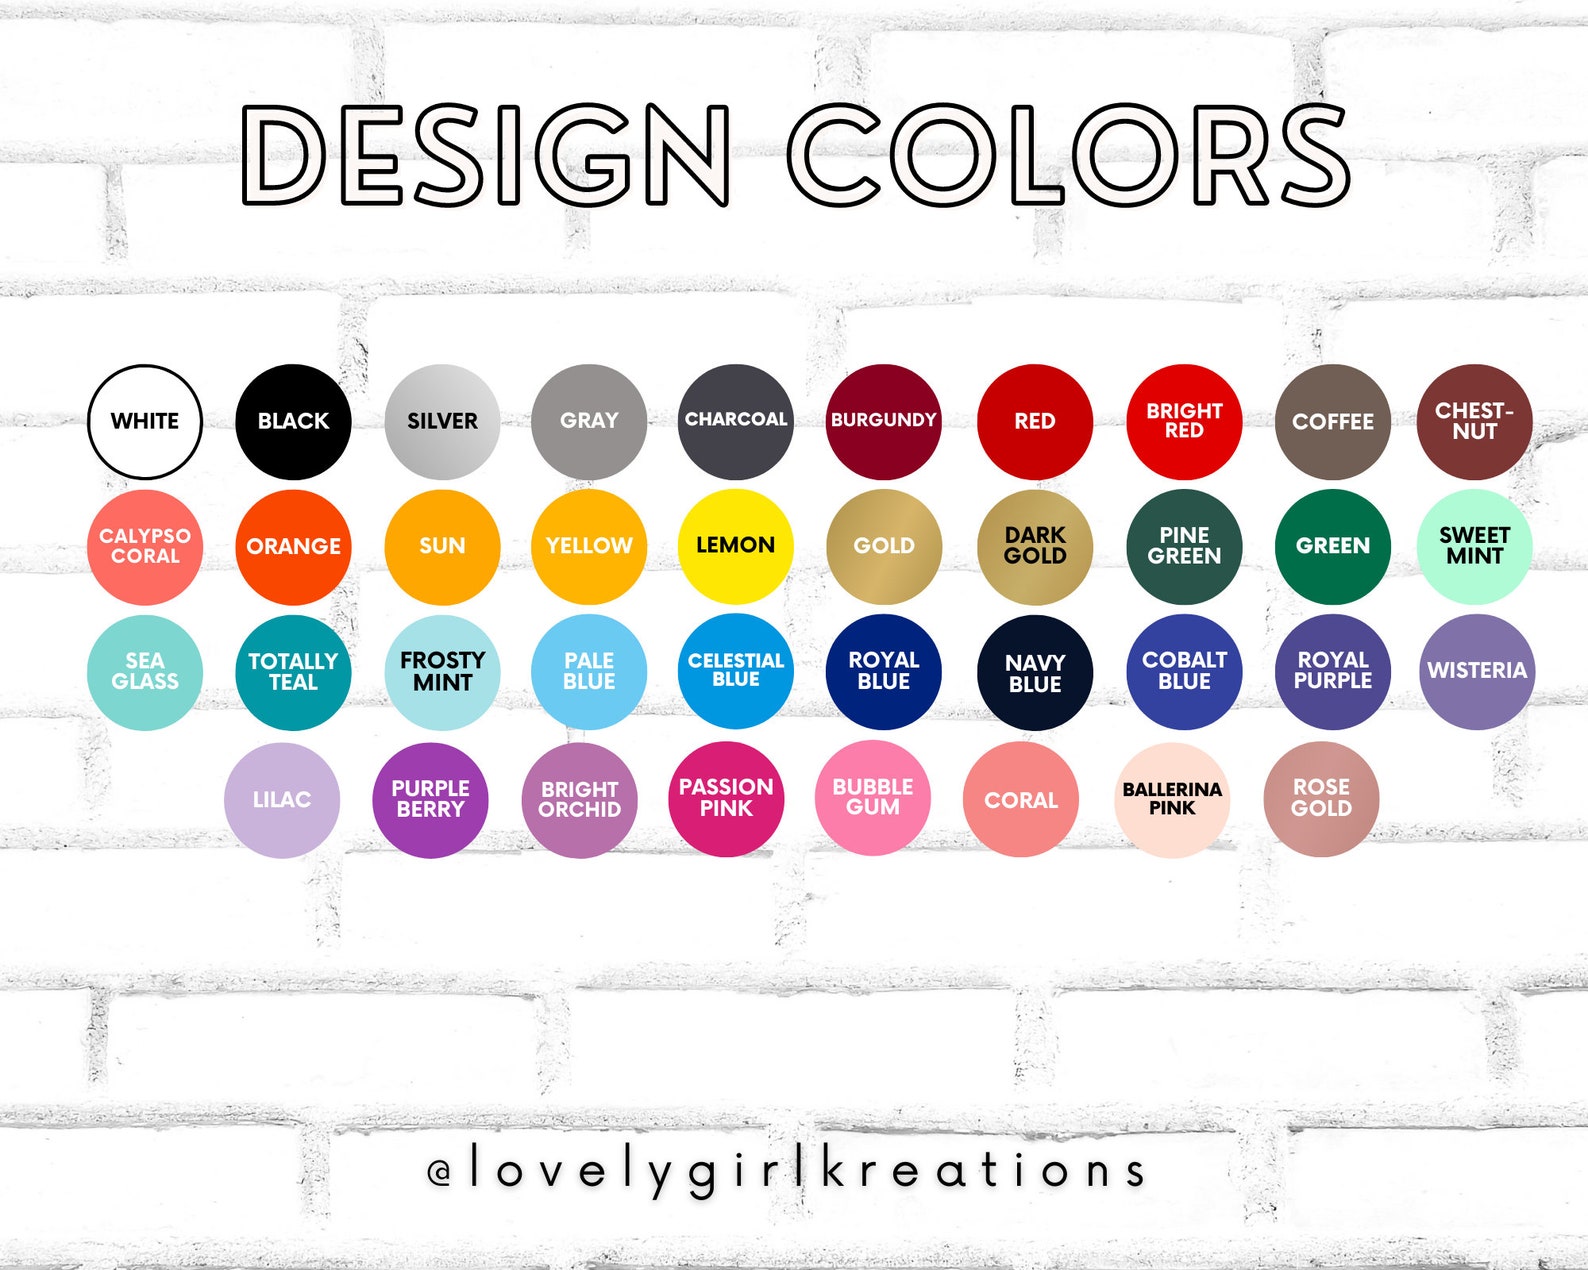 DESIGN COLORS
WHITE
BLACK
SILVER
GRAY
CHARCOAL
BURGUNDY
RED
BRIGHT
RED
COFFEE
CHEST-
NUT
CALYPSO
CORAL
ORANGE
SUN
YELLOW
LEMON
GOLD
DARK
GOLD
PINE
GREEN
GREEN
SWEET
MINT
SEA
GLASS
TOTALLY
TEAL
FROSTY
MINT
PALE
BLUE
CELESTIAL
BLUE
ROYAL
BLUE
NAVY
BLUE
COBALT
BLUE
ROYAL
PURPLE
WISTERIA
LILAC
PURPLE
BERRY
BRIGHT
ORCHID
PASSION
PINK
BUBBLE
GUM
CORAL
BALLERINA
PINK
ROSE
GOLD
@lovelygirlkreations